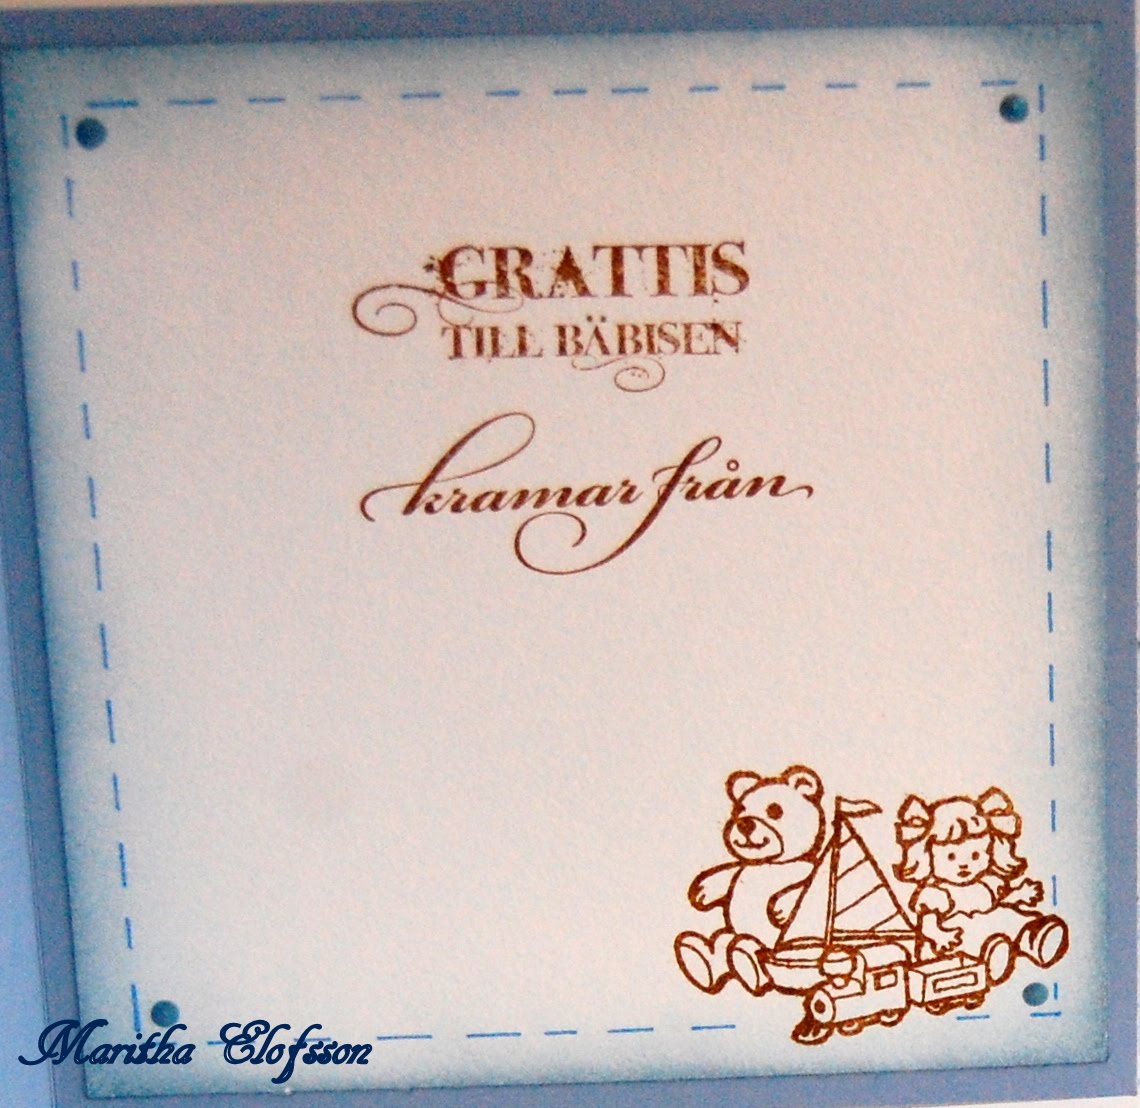 GRATTIS
TILL BÄBISEN
kramar från
Maritha Elofsson